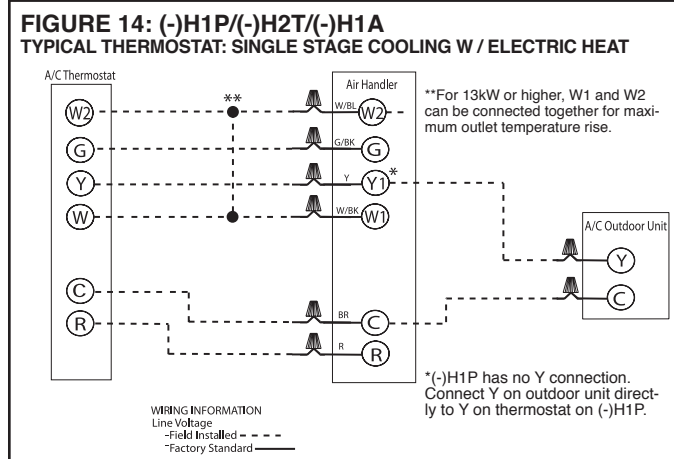 FIGURE 14: (-)H1P/(-)H2T/(-)H1A
TYPICAL THERMOSTAT: SINGLE STAGE COOLING W / ELECTRIC HEAT
A/C Thermostat
Air Handler
**For 13kW or higher, W1 and W2
can be connected together for maxi-
mum outlet temperature rise.
W2
**
W/BL
W2
G
G/BK
G
Y
Y
Y1
*
W
W/BK
W1
A/C Outdoor Unit
Y
C
C
BR
C
R
R
R
*(-)H1P has no Y connection.
Connect Y on outdoor unit direct-
ly to Y on thermostat on (-)H1P.
WIRING INFORMATION
Line Voltage
-Field Installed
-Factory Standard